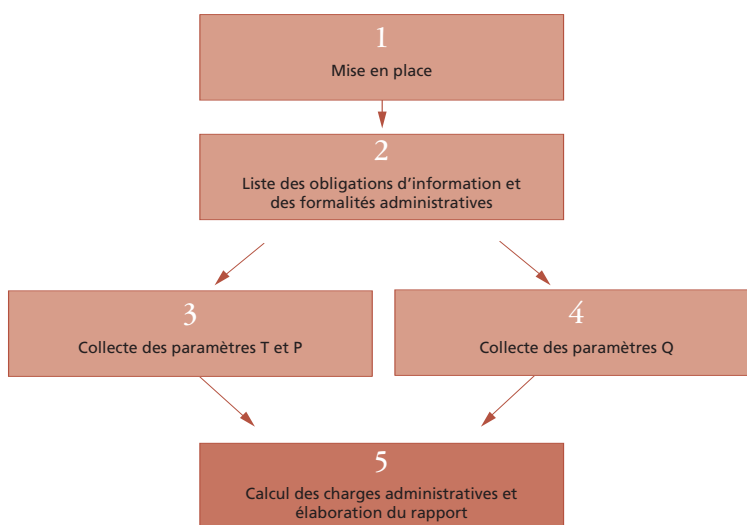 1
Mise en place
2
Liste des obligations d’information et
des formalités administratives
3
Collecte des paramètres T et P
4
Collecte des paramètres Q
5
Calcul des charges administratives et
élaboration du rapport